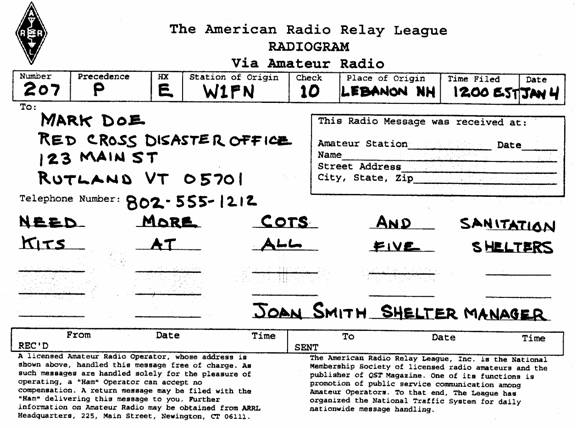 The American Radio Relay League
RADIOGRAM
Via Amateur Radio
A R R L
Number Precedence HX Station of Origin Check Place of Origin Time Filed Date
207 P E W1FN 10 LEBANON NH 1200 EST JAN 4
To:
MARK DOE
RED CROSS DISASTER OFFICE
123 MAIN ST
RUTLAND VT 05701
Telephone Number: 802-555-1212
This Radio Message was received at:
Amateur Station Date
Name
Street Address
City, State, Zip
NEED MORE COTS AND SANITATION
KITS AT ALL FIVE SHELTERS
JOAN SMITH SHELTER MANAGER
From Date Time
REC'D
To Date Time
SENT
A licensed Amateur Radio Operator, whose address is
shown above, handled this message free of charge. As
such messages are handled solely for the pleasure of
operating, a "Ham" Operator can accept no
compensation. A return message may be filed with the
"Ham" delivering this message to you. Further
information on Amateur Radio may be obtained from ARRL
Headquarters, 225, Main Street, Newington, CT 06111.
The American Radio Relay League, Inc. is the National
Membership Society of licensed radio amateurs and the
publisher of QST Magazine. One of its functions is
promotion of public service communication among
Amateur Operators. To that end, The League has
organized the National Traffic System for daily
nationwide message handling.